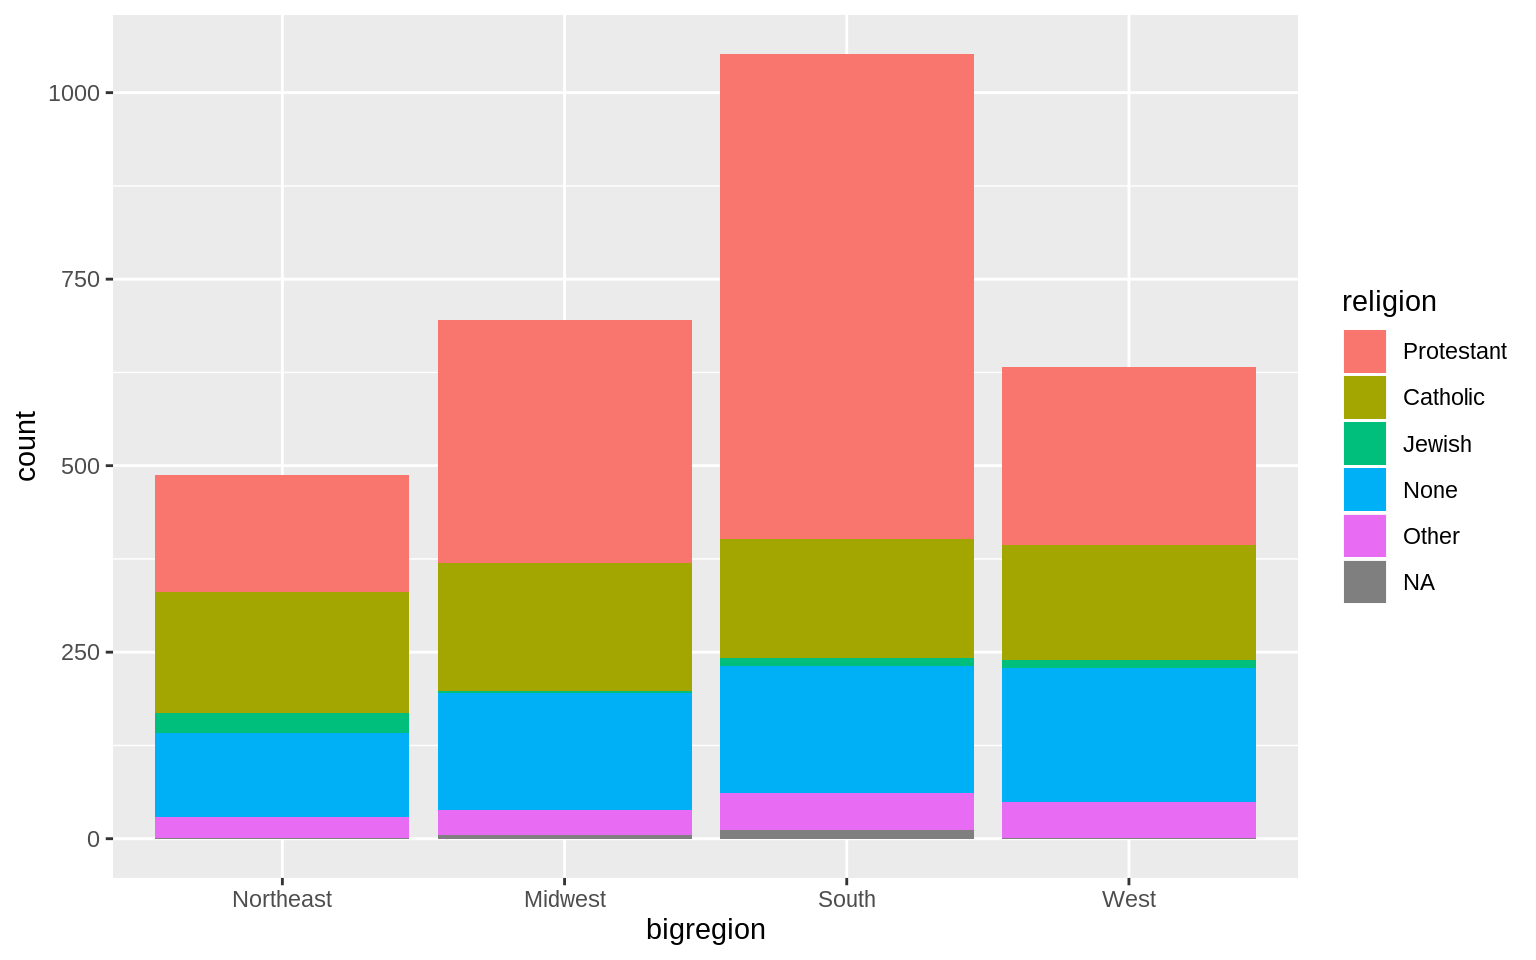 1000
750
500
250
0
count
Northeast
Midwest
South
West
bigregion
religion
Protestant
Catholic
Jewish
None
Other
NA